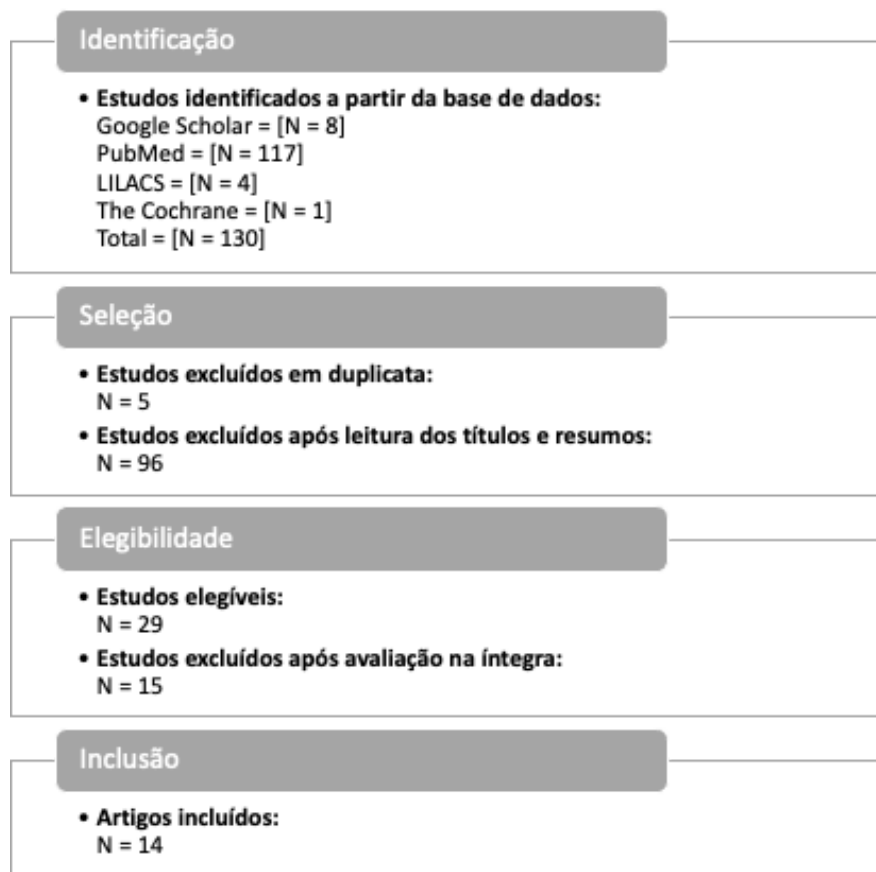 Identificação
• Estudos identificados a partir da base de dados:
Google Scholar = [N = 8]
PubMed = [N = 117]
LILACS = [N = 4]
The Cochrane = [N = 1]
Total = [N = 130]
Seleção
• Estudos excluídos em duplicata:
N = 5
• Estudos excluídos após leitura dos títulos e resumos:
N = 96
Elegibilidade
• Estudos elegíveis:
N = 29
• Estudos excluídos após avaliação na íntegra:
N = 15
Inclusão
• Artigos incluídos:
N = 14